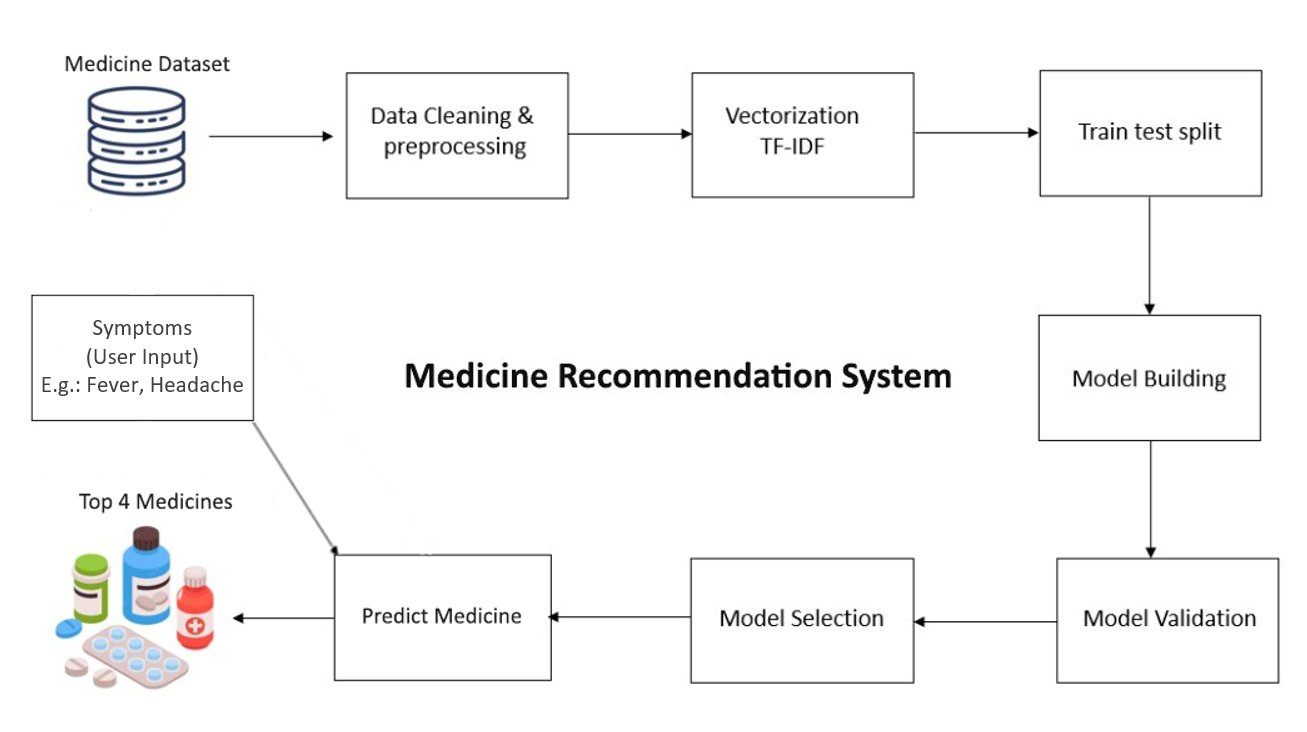 Medicine Dataset
Data Cleaning &
preprocessing
Vectorization
TF-IDF
Train test split
Symptoms
(User Input)
E.g.: Fever, Headache
Medicine Recommendation System
Model Building
Top 4 Medicines
Predict Medicine
Model Selection
Model Validation